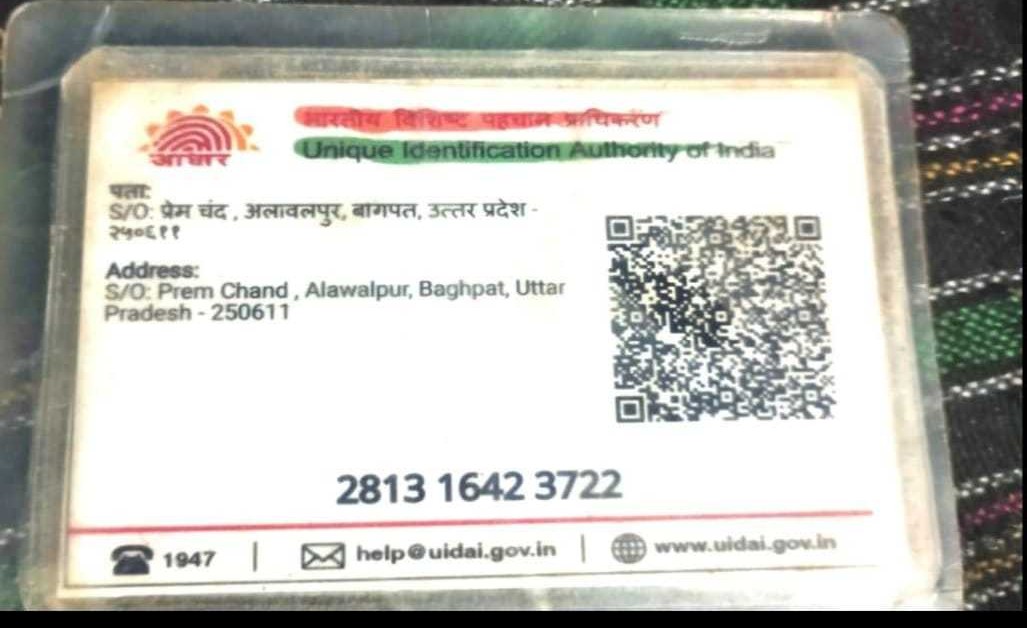 आधार
भारतीय विशिष्ट पहचान प्राधिकरण
Unique Identification Authority of India
पता:
S/O: प्रेम चंद , अलावलपुर, बागपत, उत्तर प्रदेश -
२५०६११
Address:
S/O: Prem Chand , Alawalpur, Baghpat, Uttar
Pradesh - 250611
2813 1642 3722
1947 | help@uidai.gov.in | www.uidai.gov.in